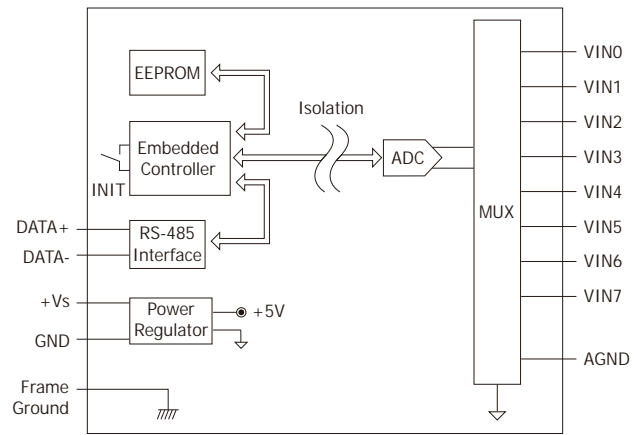 EEPROM
Isolation
Embedded
Controller
INIT
ADC
MUX
RS-485
Interface
DATA+
DATA-
+Vs
GND
Power
Regulator
+5V
Frame
Ground
VIN0
VIN1
VIN2
VIN3
VIN4
VIN5
VIN6
VIN7
AGND